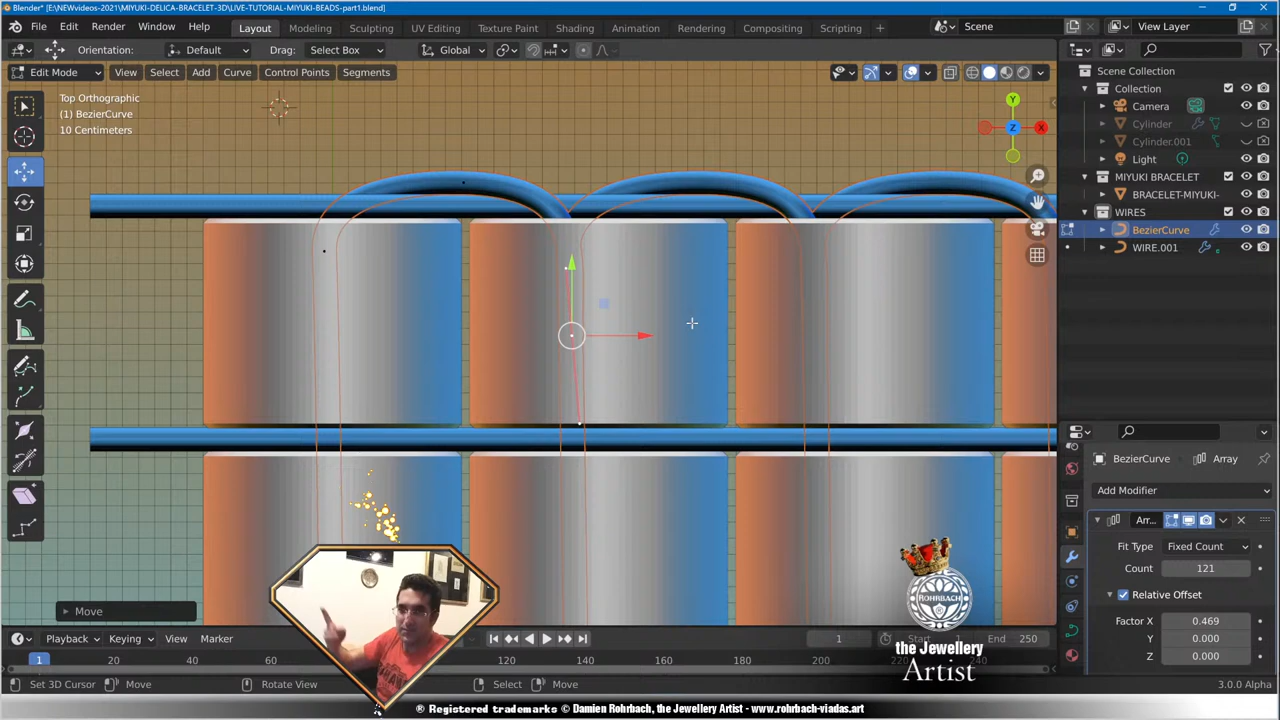 Blender* [E:\NEWvideos-2021\MIYUKI-DELICA-BRACELET-3D\LIVE-TUTORIAL-MIYUKI-BEADS-part1.blend]
File Edit Render Window Help Layout Modeling Sculpting UV Editing Texture Paint Shading Animation Rendering Compositing Scripting Scene View Layer
Orientation: Default Drag: Select Box Global
Edit Mode View Select Add Curve Control Points Segments
Top Orthographic
(1) BezierCurve
10 Centimeters
Y
Z
X
Scene Collection
Collection
Camera
Cylinder
Cylinder.001
Light
MIYUKI BRACELET
BRACELET-MIYUKI-
WIRES
BezierCurve
WIRE.001
BezierCurve Array
Add Modifier
Arr...
Fit Type Fixed Count
Count 121
Relative Offset
Factor X 0.469
Y 0.000
Z 0.000
Move
ROHRBACH
the Jewellery
Artist
Playback Keying View Marker 1 Start 1 End 250
1 20 40 60 120 140 160 180 200 220 240
Set 3D Cursor Move Rotate View Select Move 3.0.0 Alpha
® Registered trademarks © Damien Rohrbach, the Jewellery Artist - www.rohrbach-viadas.art